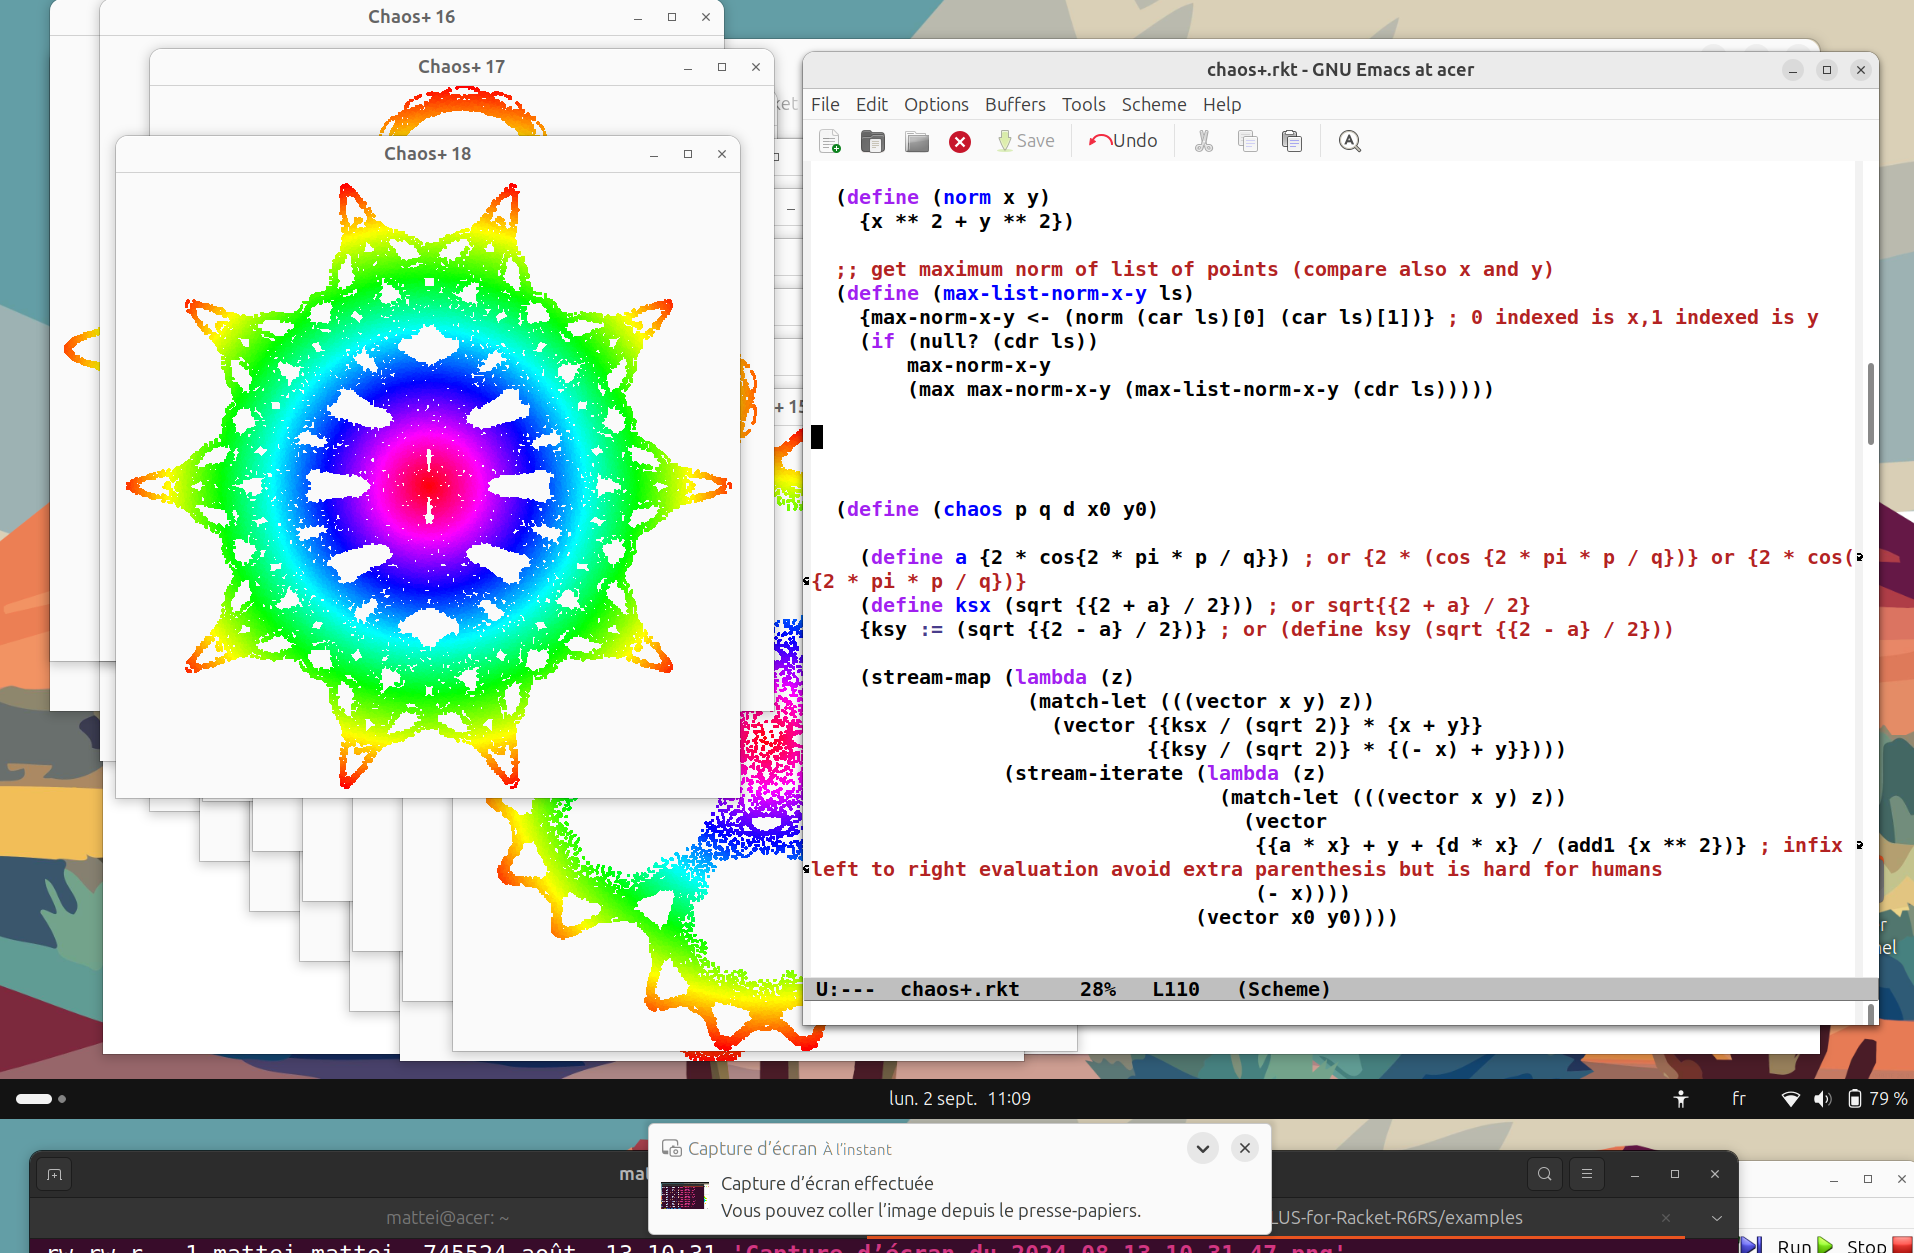 Chaos+ 16
Chaos+ 17
Chaos+ 18
+ 15
chaos+.rkt - GNU Emacs at acer
File Edit Options Buffers Tools Scheme Help
Save Undo
(define (norm x y)
{x ** 2 + y ** 2})
;; get maximum norm of list of points (compare also x and y)
(define (max-list-norm-x-y ls)
{max-norm-x-y <- (norm (car ls)[0] (car ls)[1])} ; 0 indexed is x,1 indexed is y
(if (null? (cdr ls))
max-norm-x-y
(max max-norm-x-y (max-list-norm-x-y (cdr ls)))))
(define (chaos p q d x0 y0)
(define a {2 * cos{2 * pi * p / q}}) ; or {2 * (cos {2 * pi * p / q})} or {2 * cos(
{2 * pi * p / q})}
(define ksx (sqrt {{2 + a} / 2})) ; or sqrt{{2 + a} / 2}
{ksy := (sqrt {{2 - a} / 2})} ; or (define ksy (sqrt {{2 - a} / 2}))
(stream-map (lambda (z)
(match-let (((vector x y) z))
(vector {{ksx / (sqrt 2)} * {x + y}}
{{ksy / (sqrt 2)} * {(- x) + y}})))
(stream-iterate (lambda (z)
(match-let (((vector x y) z))
(vector
{{a * x} + y + {d * x} / (add1 {x ** 2})} ; infix
left to right evaluation avoid extra parenthesis but is hard for humans
(- x))))
(vector x0 y0))))
U:--- chaos+.rkt 28% L110 (Scheme)
lun. 2 sept. 11:09
fr
79 %
Capture d'écran À l'instant
Capture d'écran effectuée
Vous pouvez coller l'image depuis le presse-papiers.
mattei@acer: ~
LUS-for-Racket-R6RS/examples
Run Stop